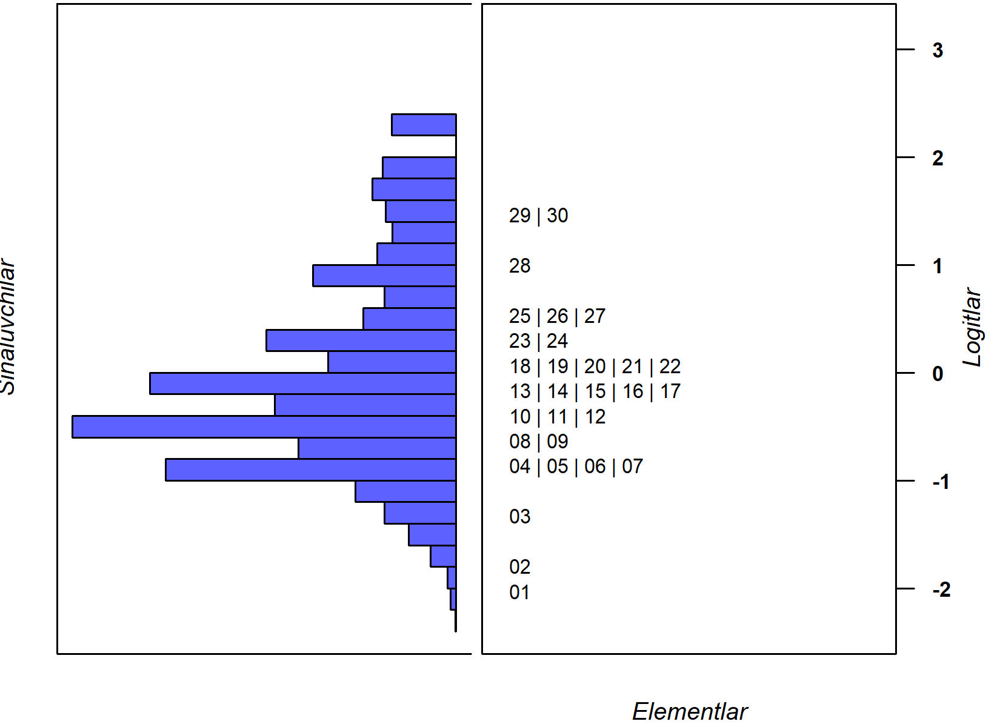 Sinaluvchilar
29 | 30
28
25 | 26 | 27
23 | 24
18 | 19 | 20 | 21 | 22
13 | 14 | 15 | 16 | 17
10 | 11 | 12
08 | 09
04 | 05 | 06 | 07
03
02
01
3
2
1
0
-1
-2
Logitlar
Elementlar